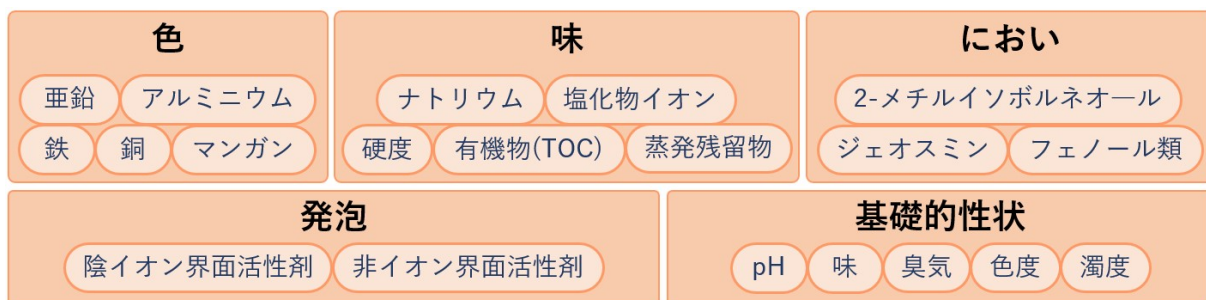 色
亜鉛 アルミニウム
鉄 銅 マンガン
味
ナトリウム 塩化物イオン
硬度 有機物(TOC) 蒸発残留物
におい
2-メチルイソボルネオ―ル
ジェオスミン フェノール類
発泡
陰イオン界面活性剤 非イオン界面活性剤
基礎的性状
pH 味 臭気 色度 濁度